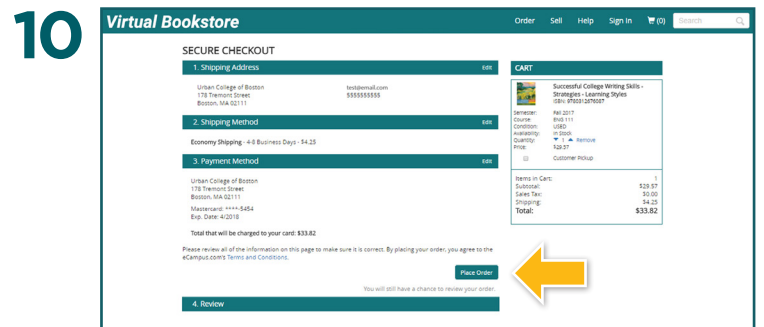 10
Virtual Bookstore
Order Sell Help Sign In (0) Search
SECURE CHECKOUT
1. Shipping Address Edit
Urban College of Boston
178 Tremont Street
Boston, MA 02111
test@email.com
5555555555
2. Shipping Method Edit
Economy Shipping - 4-8 Business Days - $4.25
3. Payment Method Edit
Urban College of Boston
178 Tremont Street
Boston, MA 02111
Mastercard: ****-5454
Exp. Date: 4/2018
Total that will be charged to your card: $33.82
Please review all of the information on this page to make sure it is correct. By placing your order, you agree to the
eCampus.com's Terms and Conditions.
Place Order
You will still have a chance to review your order.
4. Review
CART
Successful College Writing Skills -
Strategies - Learning Styles
ISBN: 9780312676087
Semester: Fall 2017
Course: ENG 111
Condition: USED
Availability: In Stock
Quantity: 1 Remove
Price: $29.57
Customer Pickup
Items in Cart: 1
Subtotal: $29.57
Sales Tax: $0.00
Shipping: $4.25
Total: $33.82